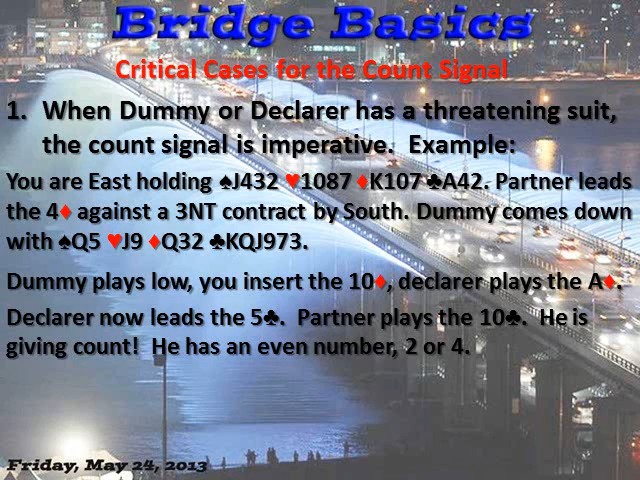 Bridge Basics
Critical Cases for the Count Signal
1. When Dummy or Declarer has a threatening suit,
the count signal is imperative. Example:
You are East holding ♠J432 ♥1087 ♦K107 ♣A42. Partner leads
the 4♦ against a 3NT contract by South. Dummy comes down
with ♠Q5 ♥J9 ♦Q32 ♣KQJ973.
Dummy plays low, you insert the 10♦, declarer plays the A♦.
Declarer now leads the 5♣. Partner plays the 10♣. He is
giving count! He has an even number, 2 or 4.
Friday, May 24, 2013